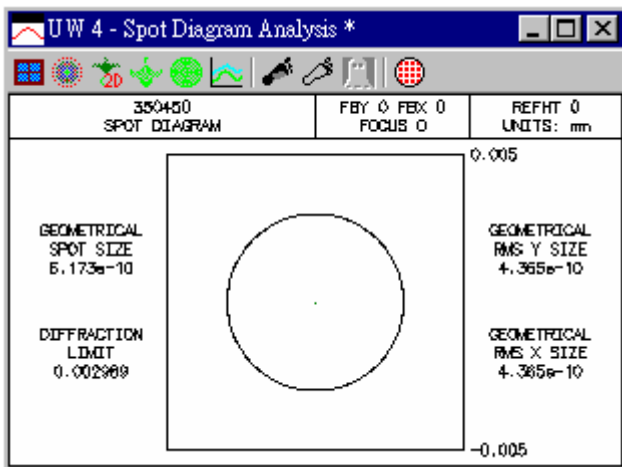 UW 4 - Spot Diagram Analysis *
2D
350450
SPOT DIAGRAM
FBY 0 FBX 0
FOCUS 0
REFHT 0
UNITS: mm
0.005
GEOMETRICAL
SPOT SIZE
6.173e-10
DIFFRACTION
LIMIT
0.002989
GEOMETRICAL
RMS Y SIZE
4.365e-10
GEOMETRICAL
RMS X SIZE
4.365e-10
-0.005